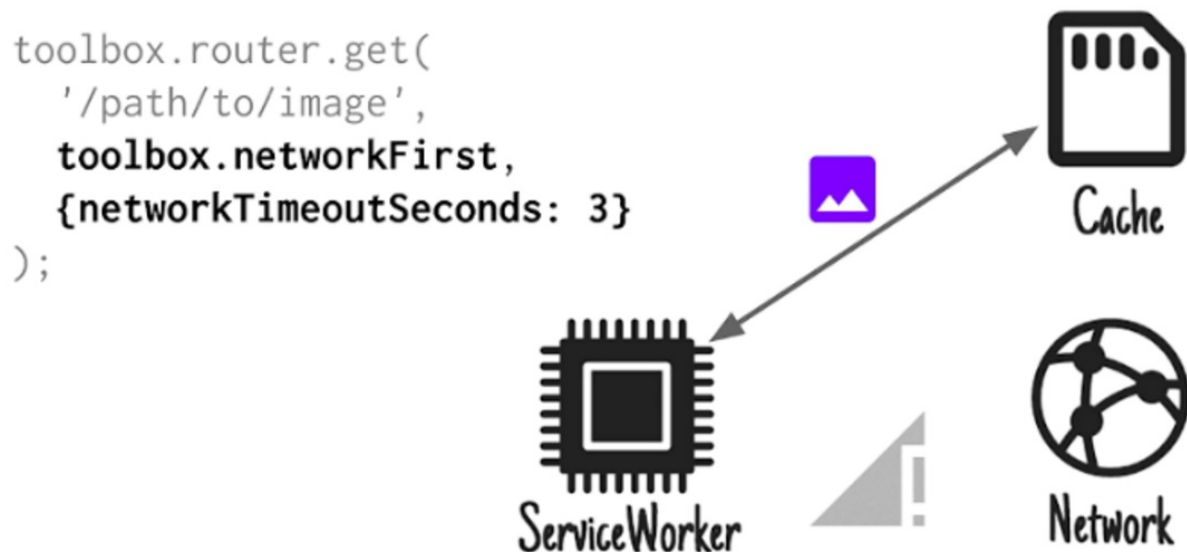 toolbox.router.get(
  '/path/to/image',
  toolbox.networkFirst,
  {networkTimeoutSeconds: 3}
);
Cache
ServiceWorker
!
Network